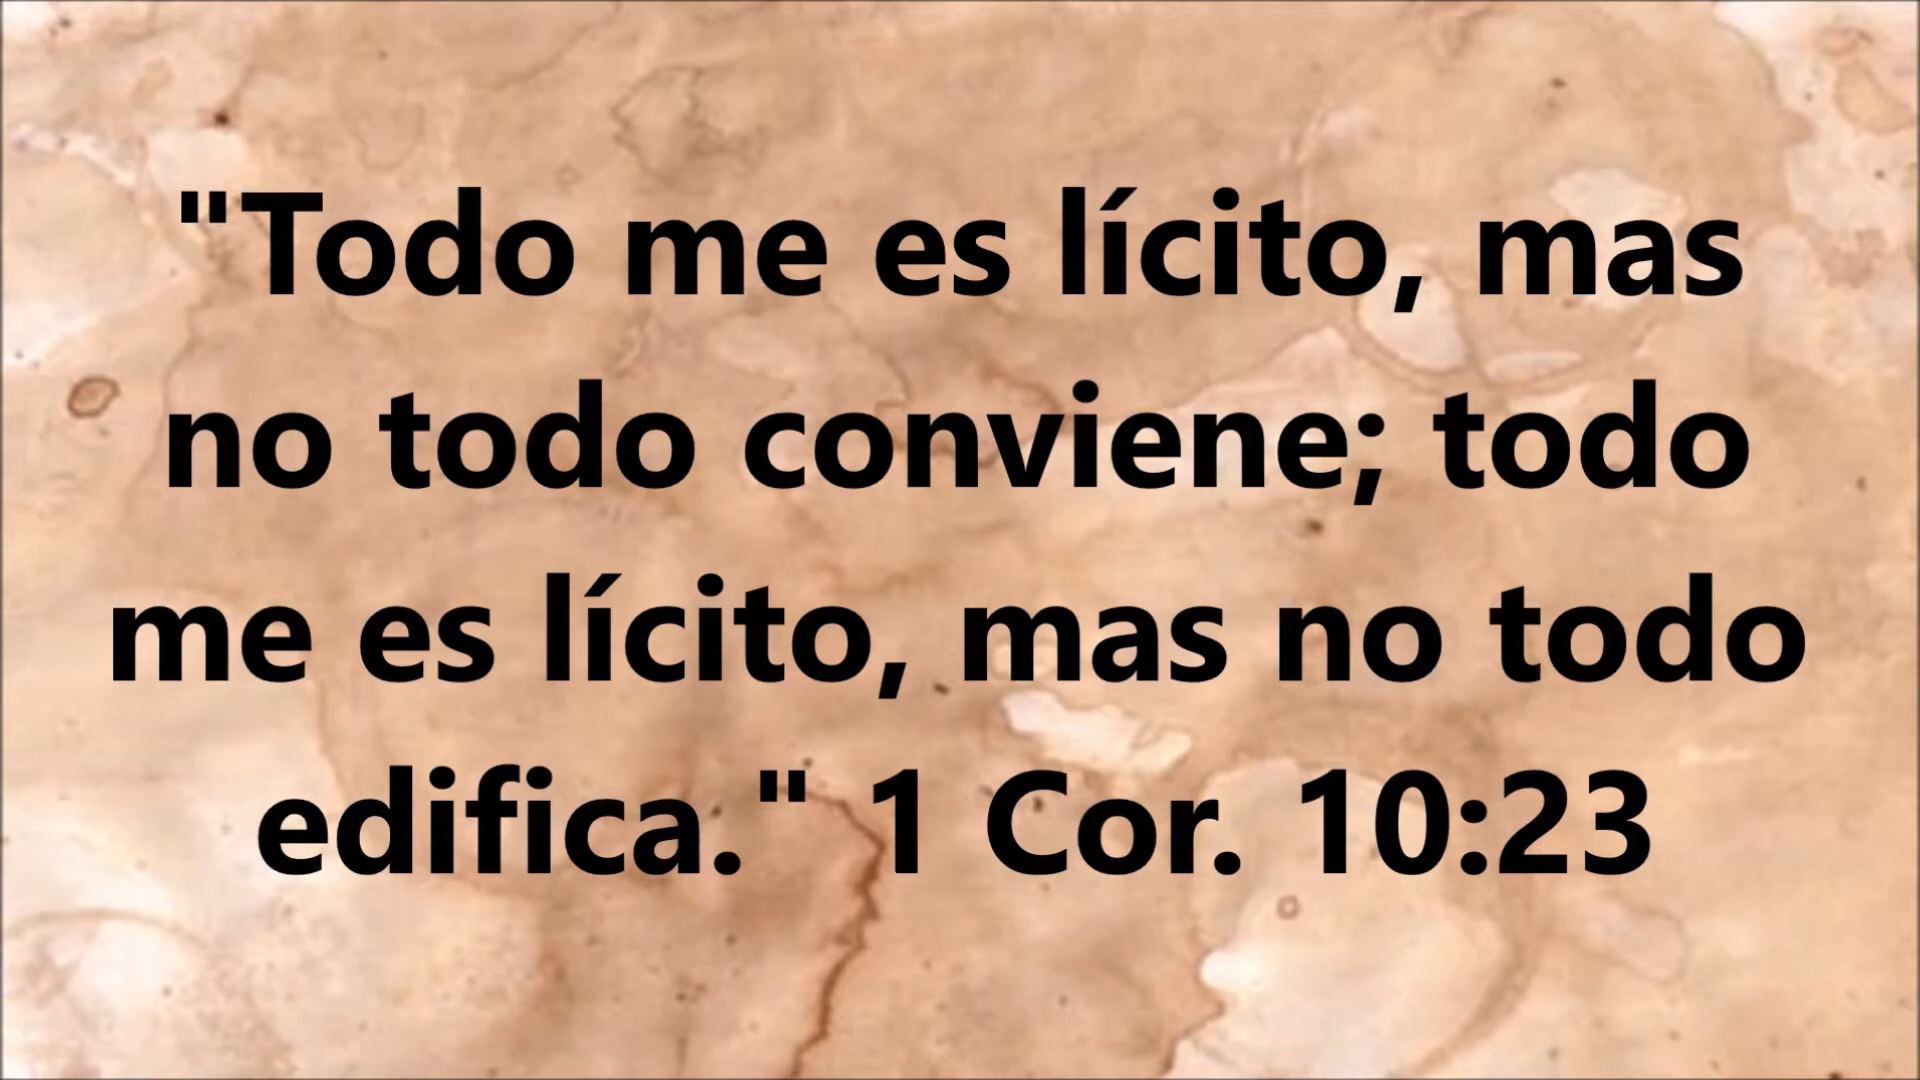 "Todo me es lícito, mas
no todo conviene; todo
me es lícito, mas no todo
edifica." 1 Cor. 10:23